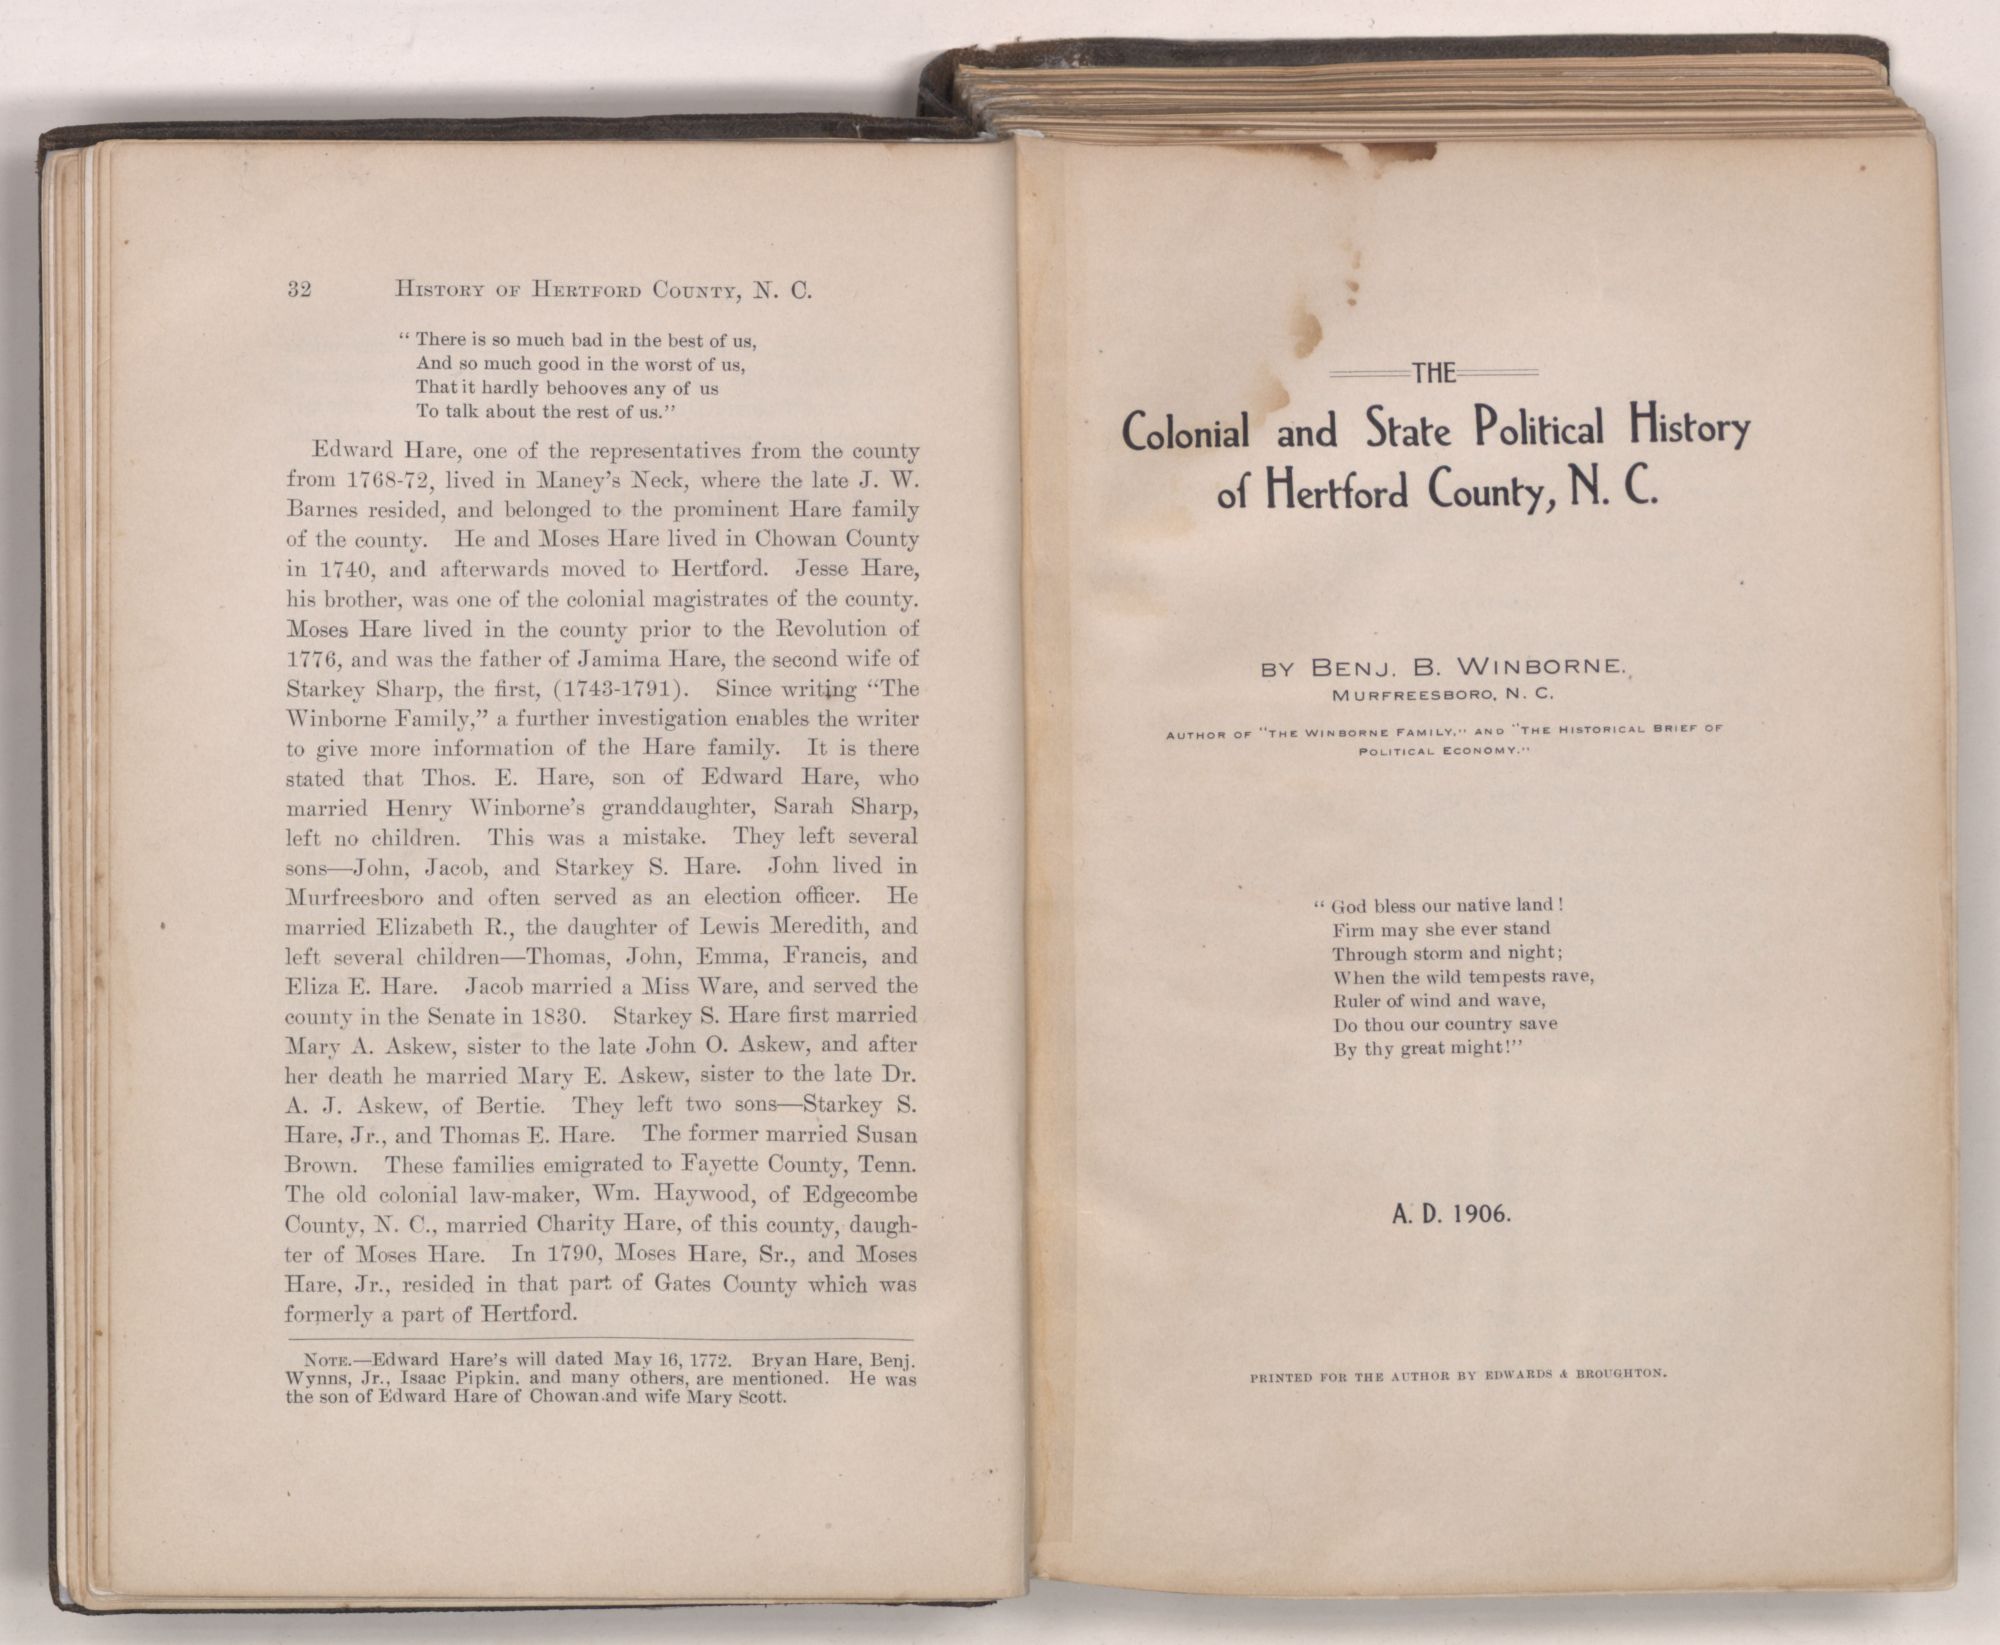 32 History of Hertford County, N. C.
“ There is so much bad in the best of us,
And so much good in the worst of us,
That it hardly behooves any of us
To talk about the rest of us.”
Edward Hare, one of the representatives from the county
from 1768-72, lived in Maney’s Neck, where the late J. W.
Barnes resided, and belonged to the prominent Hare family
of the county. He and Moses Hare lived in Chowan County
in 1740, and afterwards moved to Hertford. Jesse Hare,
his brother, was one of the colonial magistrates of the county.
Moses Hare lived in the county prior to the Revolution of
1776, and was the father of Jamima Hare, the second wife of
Starkey Sharp, the first, (1743-1791). Since writing “The
Winborne Family,” a further investigation enables the writer
to give more information of the Hare family. It is there
stated that Thos. E. Hare, son of Edward Hare, who
married Henry Winborne’s granddaughter, Sarah Sharp,
left no children. This was a mistake. They left several
sons—John, Jacob, and Starkey S. Hare. John lived in
Murfreesboro and often served as an election officer. He
married Elizabeth R., the daughter of Lewis Meredith, and
left several children—Thomas, John, Emma, Francis, and
Eliza E. Hare. Jacob married a Miss Ware, and served the
county in the Senate in 1830. Starkey S. Hare first married
Mary A. Askew, sister to the late John O. Askew, and after
her death he married Mary E. Askew, sister to the late Dr.
A. J. Askew, of Bertie. They left two sons—Starkey S.
Hare, Jr., and Thomas E. Hare. The former married Susan
Brown. These families emigrated to Fayette County, Tenn.
The old colonial law-maker, Wm. Haywood, of Edgecombe
County, N. C., married Charity Hare, of this county, daugh-
ter of Moses Hare. In 1790, Moses Hare, Sr., and Moses
Hare, Jr., resided in that part of Gates County which was
formerly a part of Hertford.
Note.—Edward Hare’s will dated May 16, 1772. Bryan Hare, Benj.
Wynns, Jr., Isaac Pipkin, and many others, are mentioned. He was
the son of Edward Hare of Chowan and wife Mary Scott.
THE
Colonial and State Political History
of Hertford County, N. C.
BY BENJ. B. WINBORNE.,
MURFREESBORO, N. C.
AUTHOR OF "THE WINBORNE FAMILY," AND "THE HISTORICAL BRIEF OF
POLITICAL ECONOMY."
“ God bless our native land !
Firm may she ever stand
Through storm and night;
When the wild tempests rave,
Ruler of wind and wave,
Do thou our country save
By thy great might!”
A. D. 1906.
PRINTED FOR THE AUTHOR BY EDWARDS & BROUGHTON.